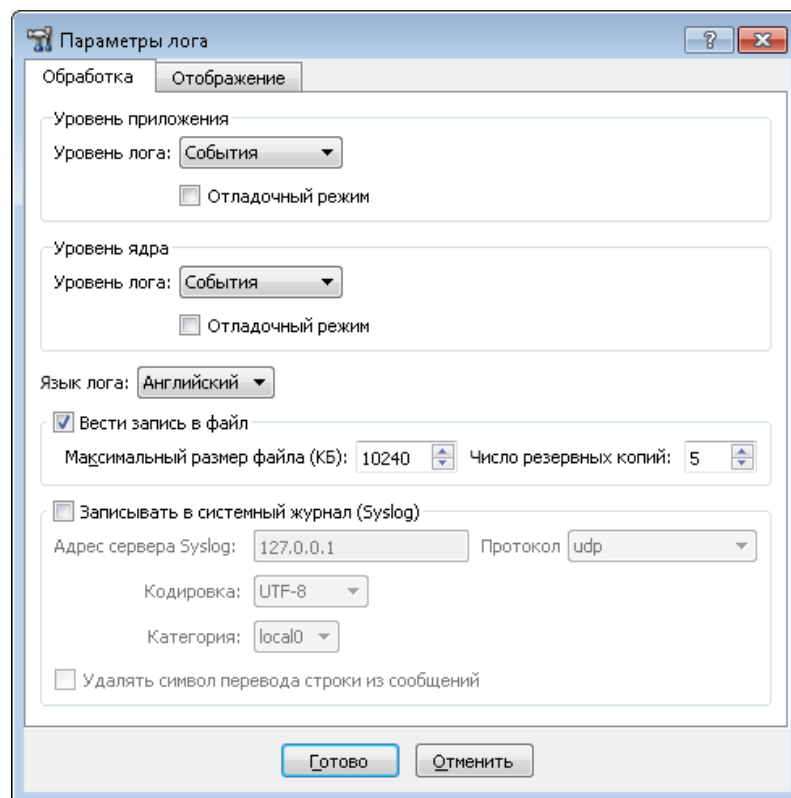 Параметры лога
Обработка Отображение
Уровень приложения
Уровень лога: События
Отладочный режим
Уровень ядра
Уровень лога: События
Отладочный режим
Язык лога: Английский
Вести запись в файл
Максимальный размер файла (КБ): 10240 Число резервных копий: 5
Записывать в системный журнал (Syslog)
Адрес сервера Syslog: 127.0.0.1 Протокол udp
Кодировка: UTF-8
Категория: local0
Удалять символ перевода строки из сообщений
Готово Отменить